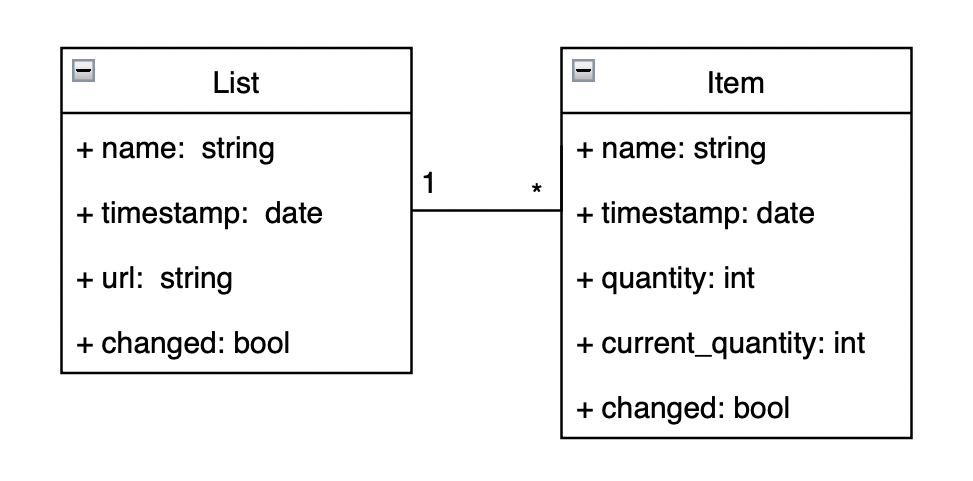 List
+ name: string
+ timestamp: date
+ url: string
+ changed: bool
1
*
Item
+ name: string
+ timestamp: date
+ quantity: int
+ current_quantity: int
+ changed: bool